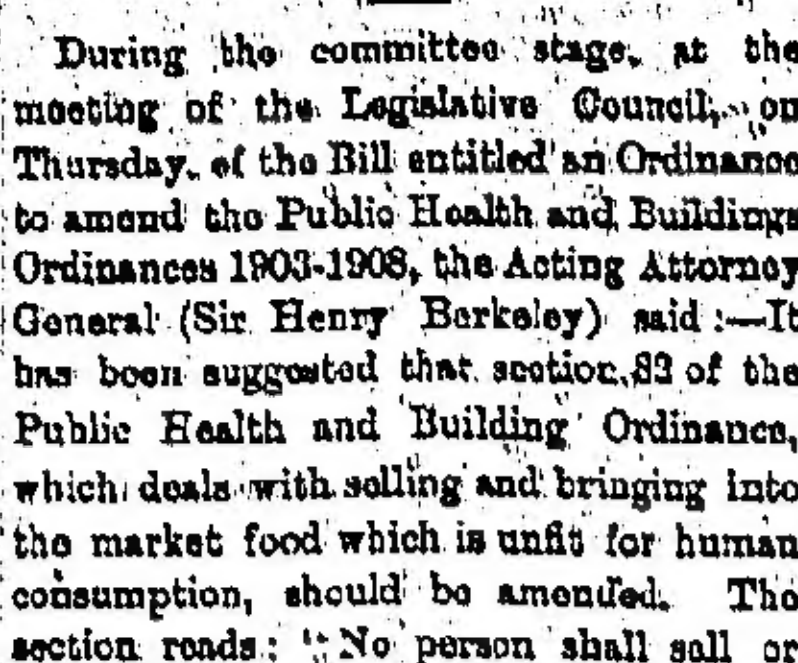 During the committee stage, at the
meeting of the Legislative Council, on
Thursday, of the Bill entitled an Ordinance
to amend the Public Health and Buildings
Ordinances 1903-1908, the Acting Attorney
General (Sir Henry Berkeley) said :—It
has been suggested that section 82 of the
Public Health and Building Ordinance,
which deals with selling and bringing into
the market food which is unfit for human
consumption, should be amended. The
section reads: "No person shall sell or